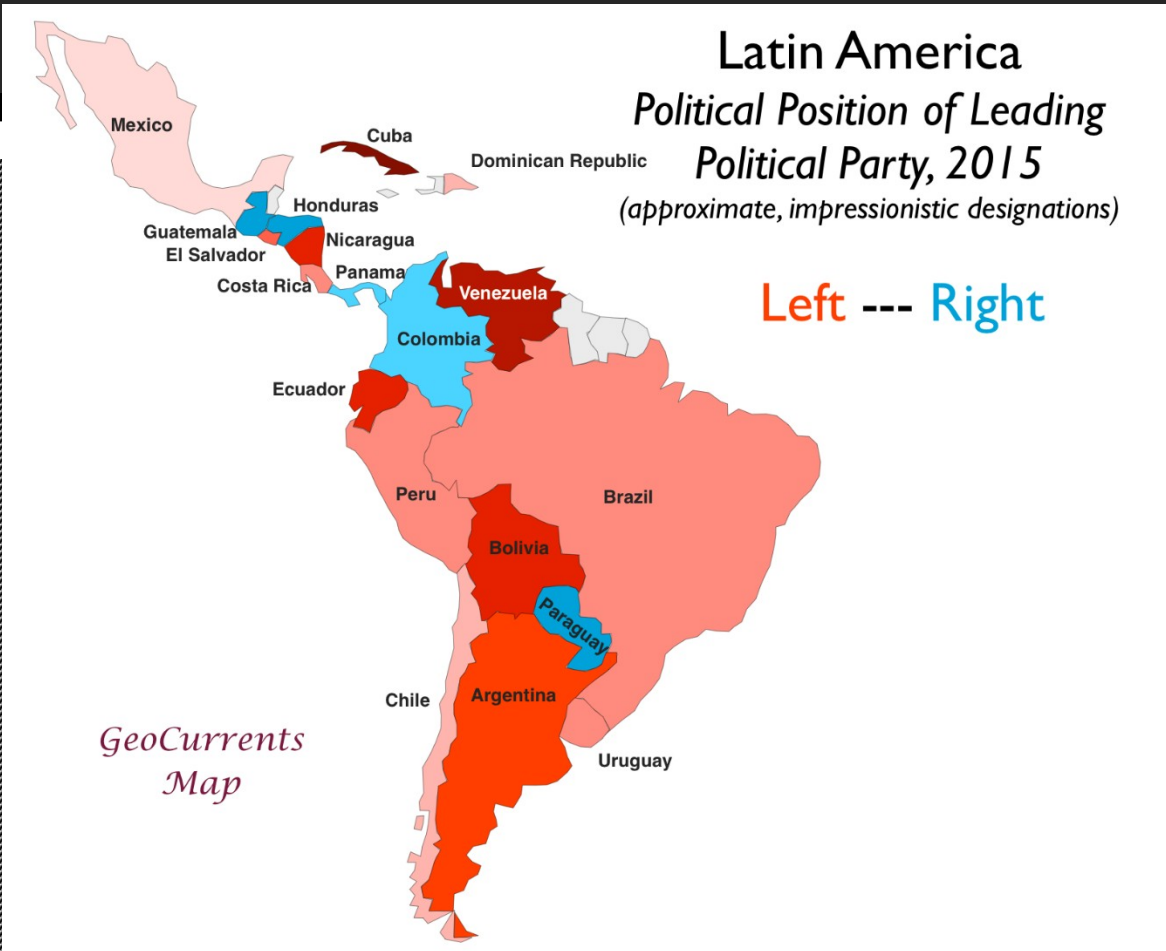 Latin America
Political Position of Leading
Political Party, 2015
(approximate, impressionistic designations)
Left --- Right
Mexico
Cuba
Dominican Republic
Honduras
Guatemala
Nicaragua
El Salvador
Panama
Costa Rica
Venezuela
Colombia
Ecuador
Peru
Brazil
Bolivia
Paraguay
Chile
Argentina
Uruguay
GeoCurrents
Map